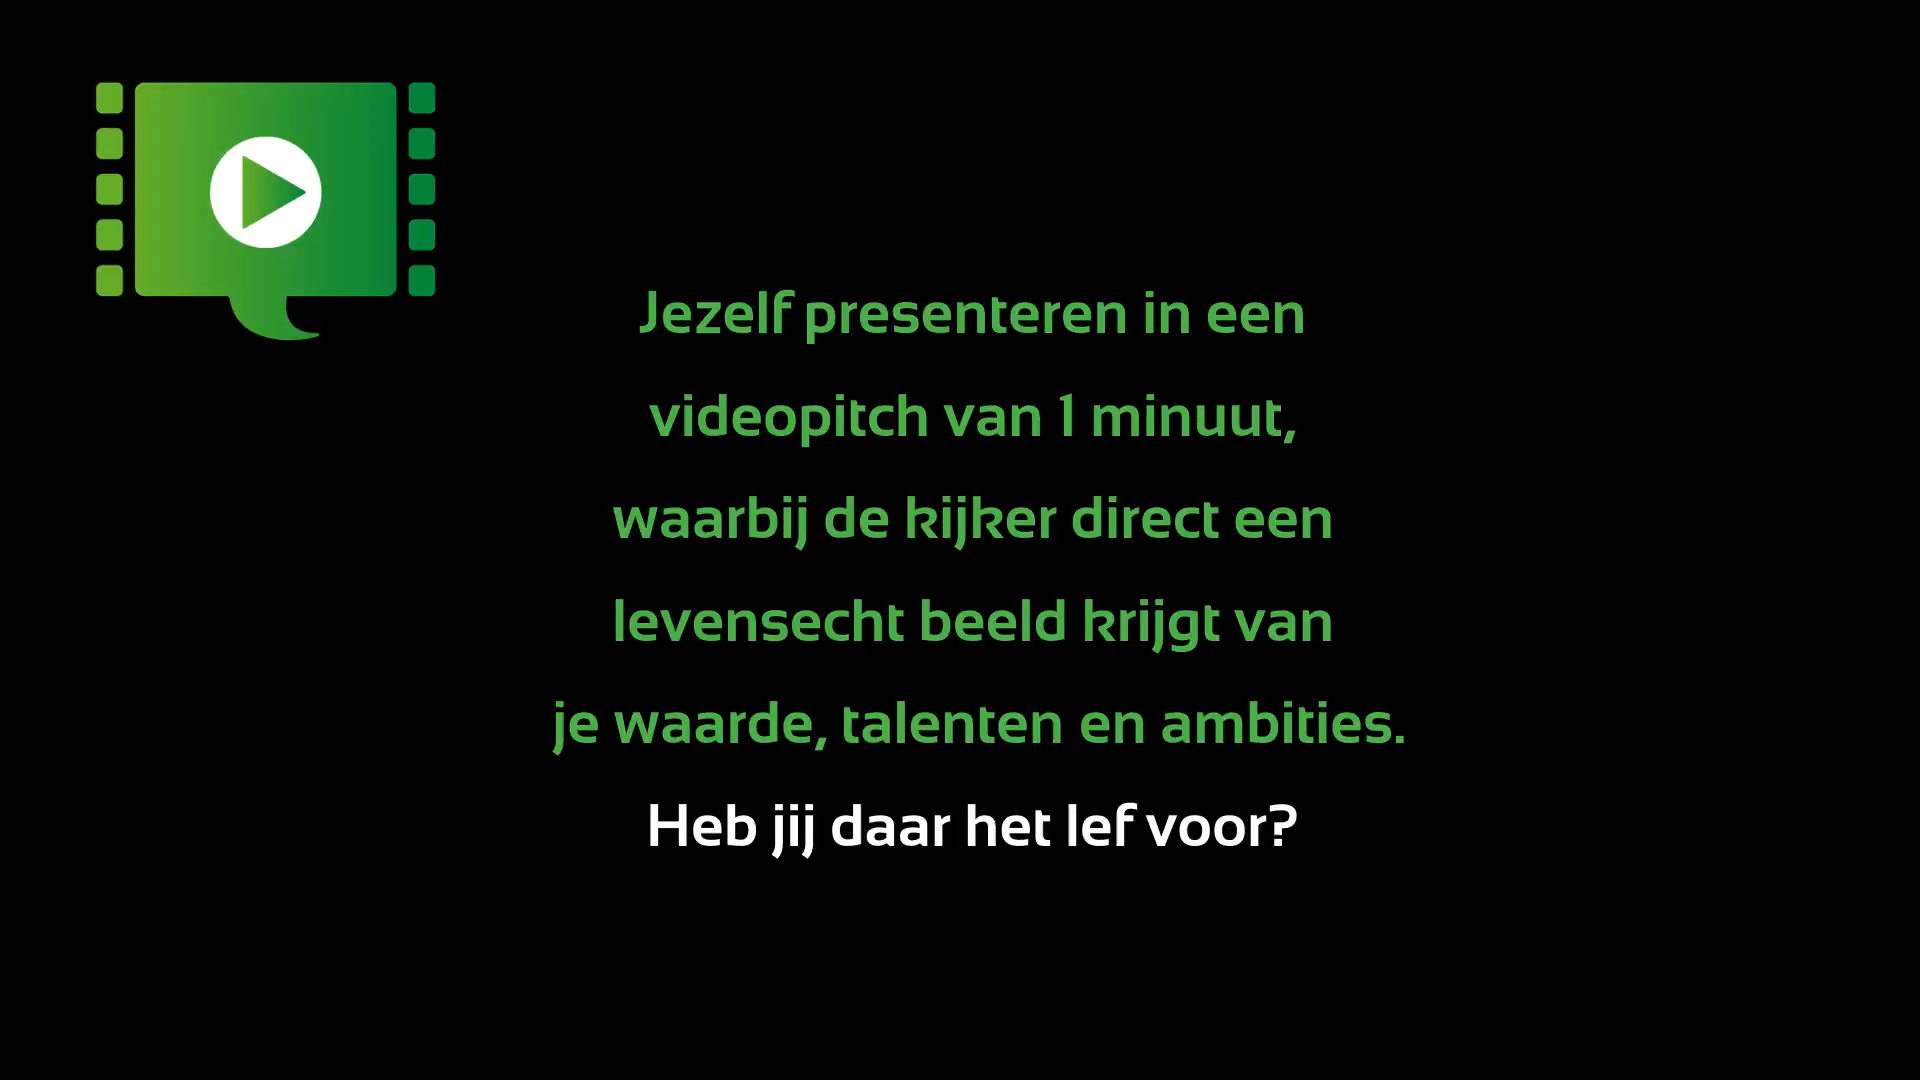 Jezelf presenteren in een
videopitch van 1 minuut,
waarbij de kijker direct een
levensecht beeld krijgt van
je waarde, talenten en ambities.
Heb jij daar het lef voor?